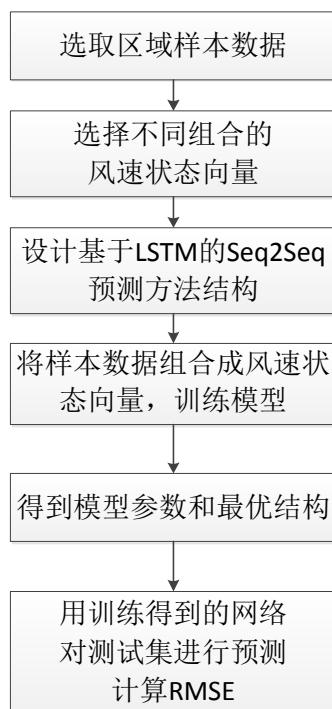 选取区域样本数据
选择不同组合的
风速状态向量
设计基于LSTM的Seq2Seq
预测方法结构
将样本数据组合成风速状
态向量，训练模型
得到模型参数和最优结构
用训练得到的网络
对测试集进行预测
计算RMSE